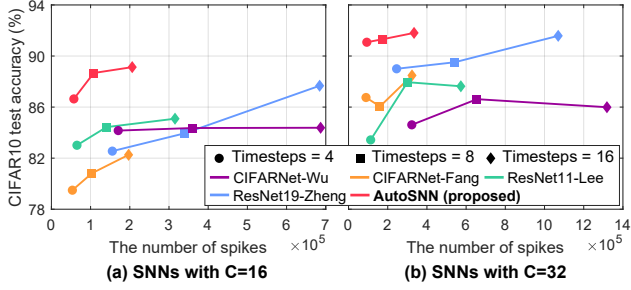 CIFAR10 test accuracy (%)
94
90
86
82
78
0 1 2 3 4 5 6 7
0 2 4 6 8 10 12 14
Timesteps = 4 Timesteps = 8 Timesteps = 16
CIFARNet-Wu CIFARNet-Fang ResNet11-Lee
ResNet19-Zheng AutoSNN (proposed)
The number of spikes ×10^5
The number of spikes ×10^5
(a) SNNs with C=16
(b) SNNs with C=32